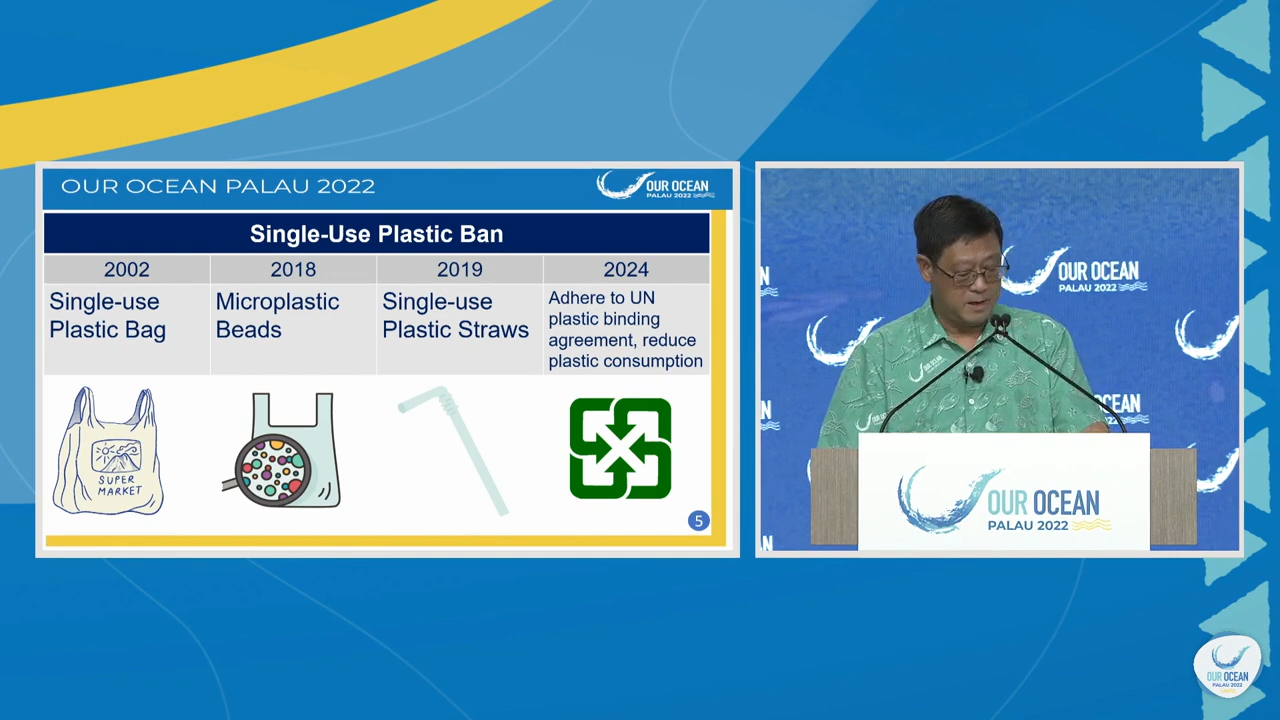 OUR OCEAN PALAU 2022
OUR OCEAN
PALAU 2022
Single-Use Plastic Ban
2002
2018
2019
2024
Single-use
Plastic Bag
Microplastic
Beads
Single-use
Plastic Straws
Adhere to UN
plastic binding
agreement, reduce
plastic consumption
SUPER
MARKET
5
OUR OCEAN
PALAU 2022
OUR OCEAN
OUR OCEAN
PALAU 2022
OUR OCEAN
PALAU 2022